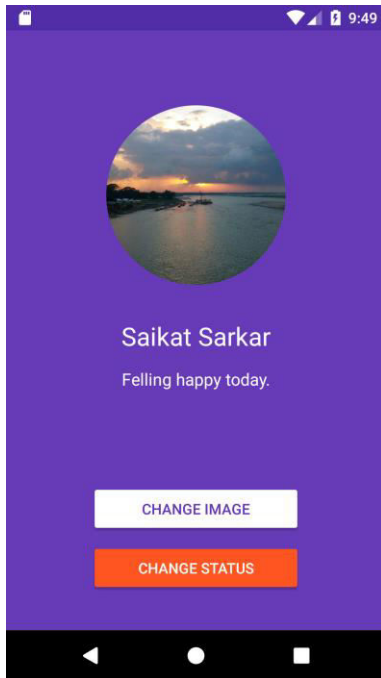 9:49
Saikat Sarkar
Felling happy today.
CHANGE IMAGE
CHANGE STATUS